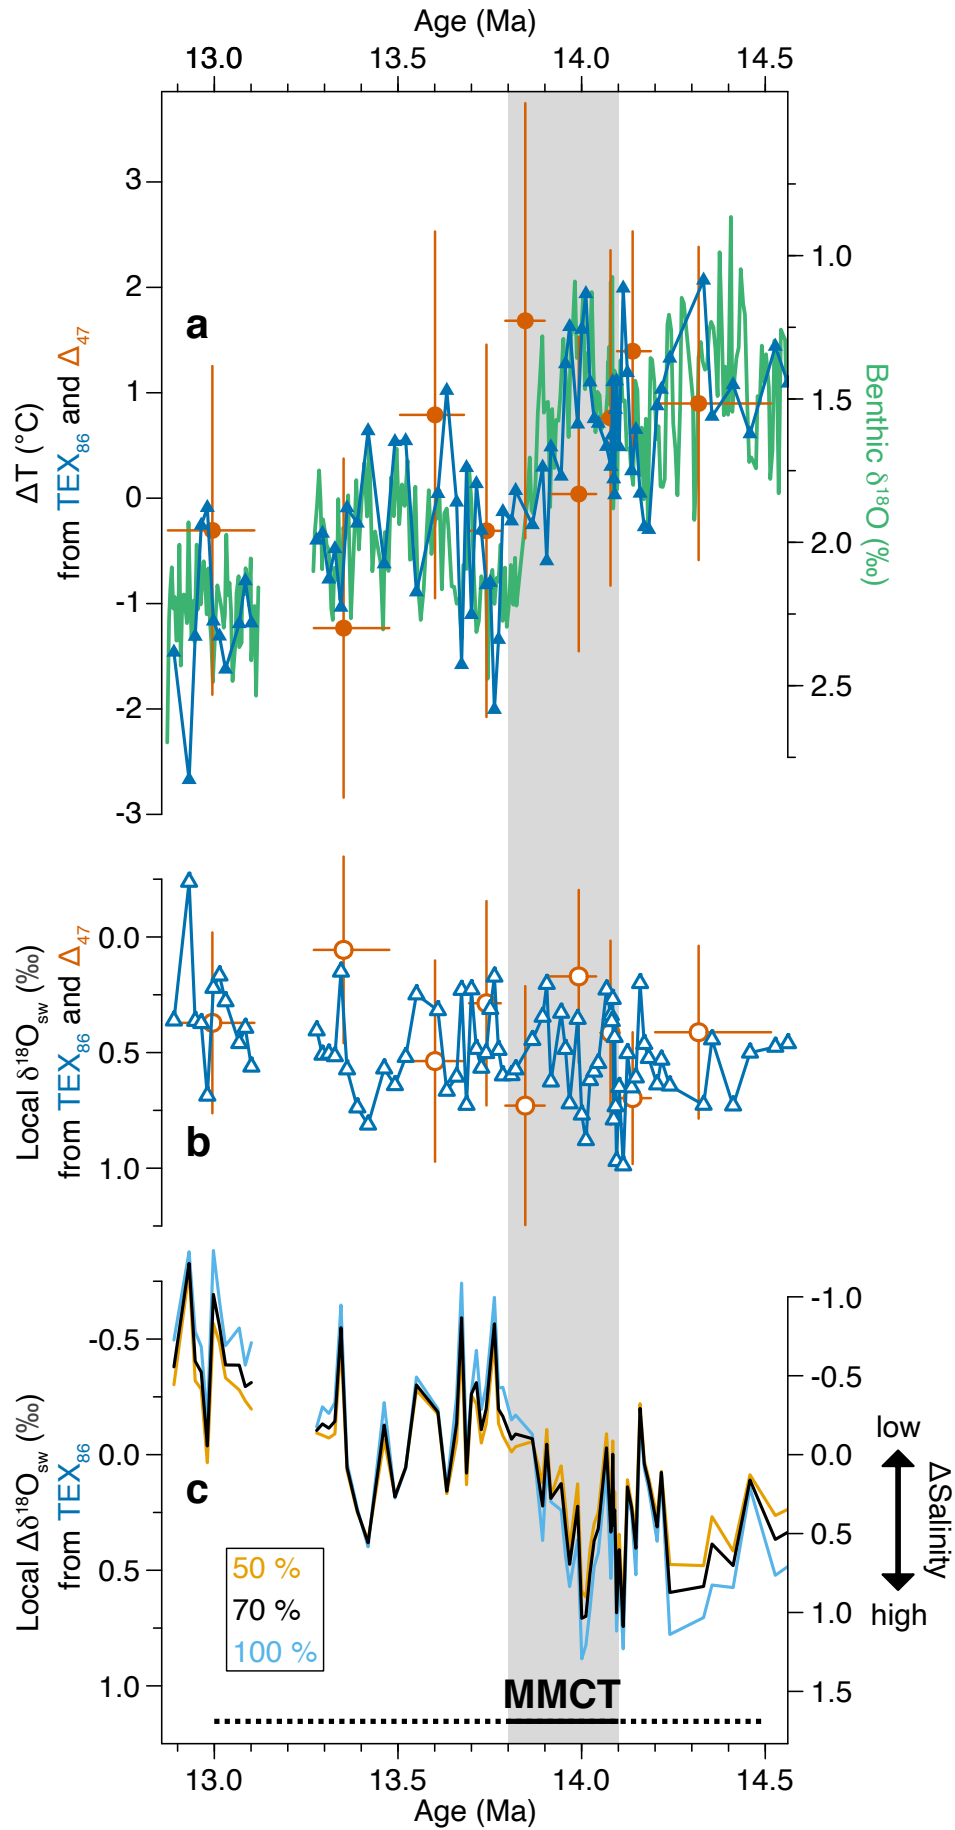 Age (Ma)
13.0 13.5 14.0 14.5
3
2
1
0
-1
-2
-3
ΔT (°C)
from TEX86 and Δ47
a
1.0
1.5
2.0
2.5
Benthic δ18O (‰)
0.0
0.5
1.0
Local δ18Osw (‰)
from TEX86 and Δ47
b
-0.5
0.0
0.5
1.0
Local Δδ18Osw (‰)
from TEX86
c
50 %
70 %
100 %
-1.0
-0.5
0.0
0.5
1.0
1.5
low
high
ΔSalinity
MMCT
13.0 13.5 14.0 14.5
Age (Ma)